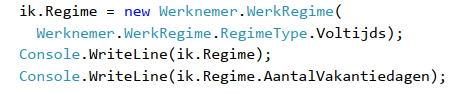 ik.Regime = new Werknemer.WerkRegime(
Werknemer.WerkRegime.RegimeType.Voltijds);
Console.WriteLine(ik.Regime);
Console.WriteLine(ik.Regime.AantalVakantiedagen);